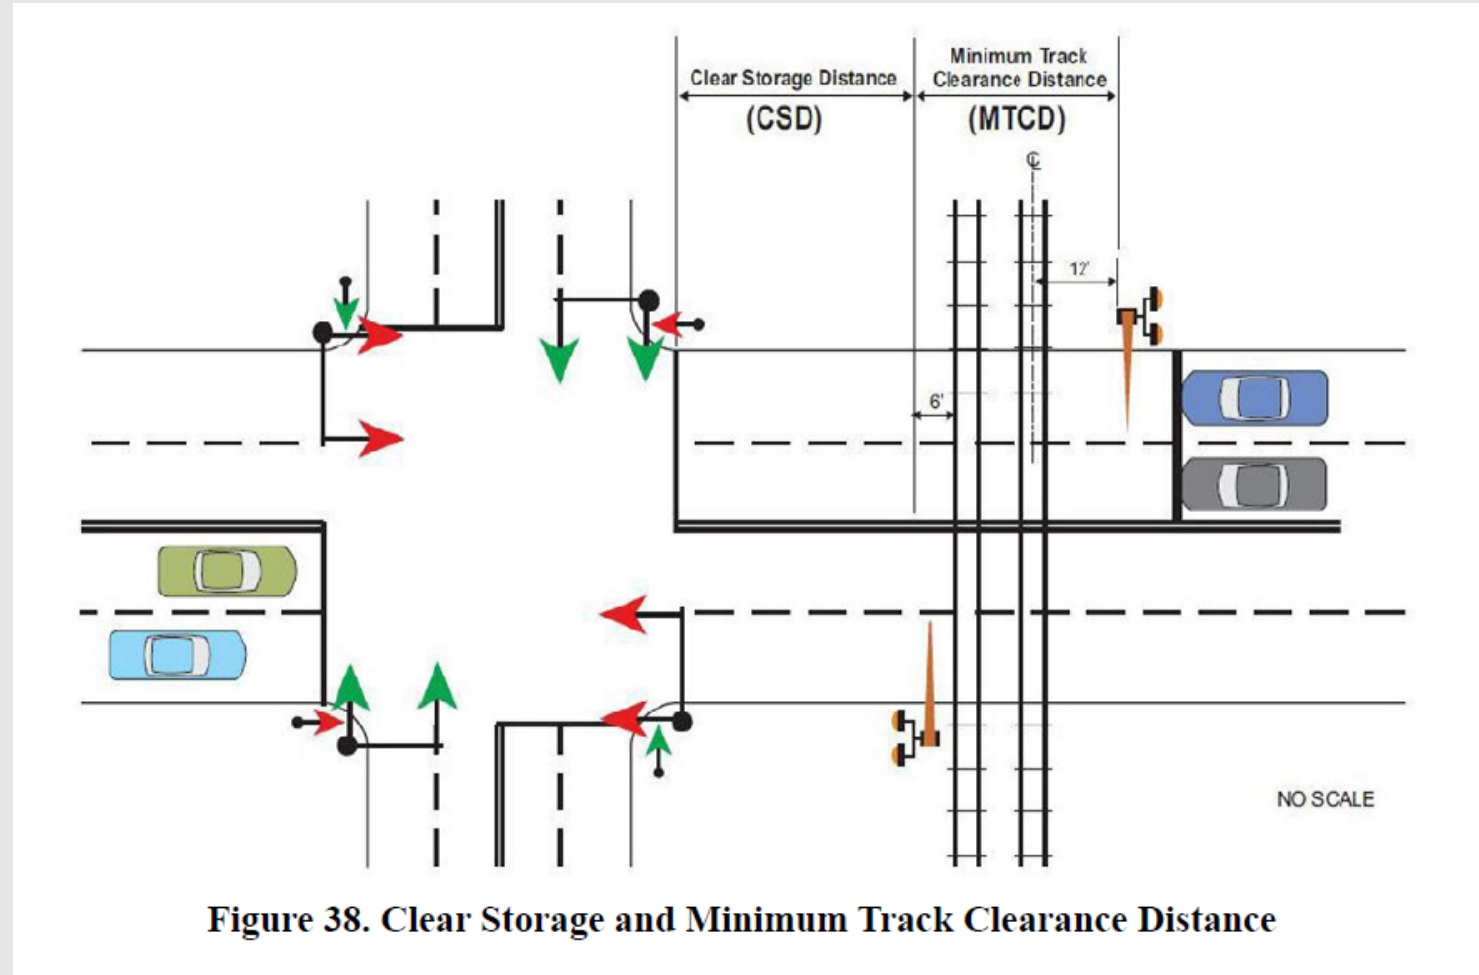 Clear Storage Distance
(CSD)
Minimum Track
Clearance Distance
(MTCD)
℄
12'
6'
NO SCALE
Figure 38. Clear Storage and Minimum Track Clearance Distance